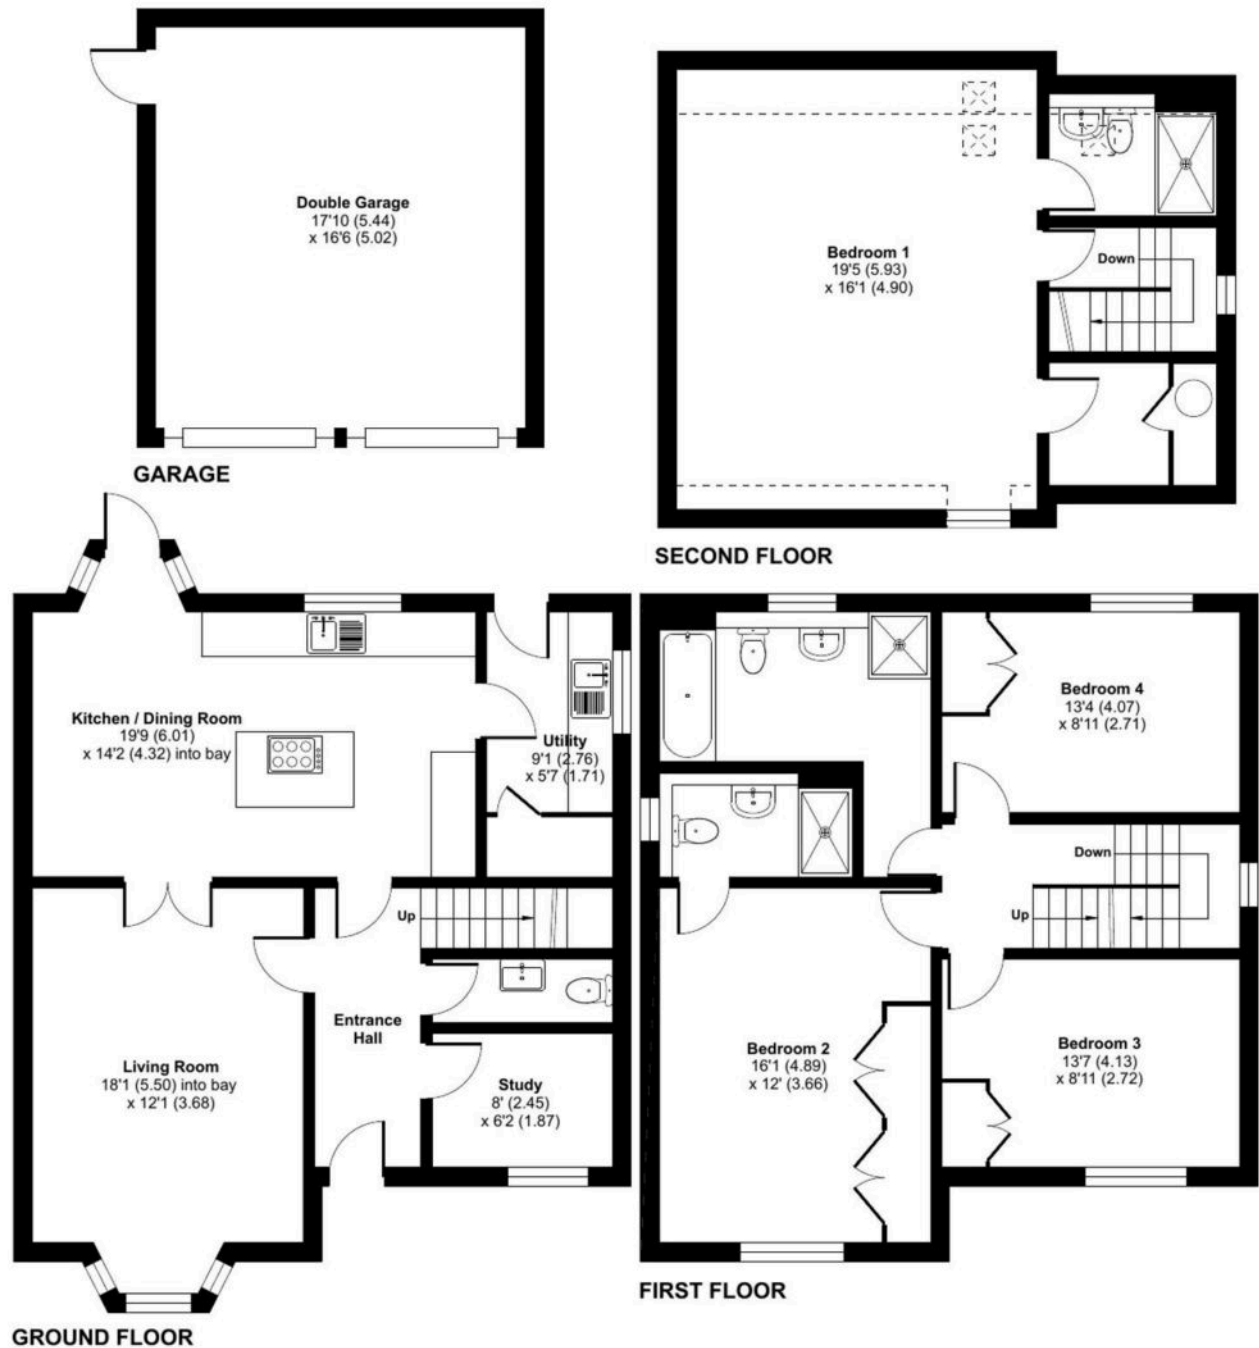 Double Garage
17'10 (5.44)
x 16'6 (5.02)
GARAGE
Bedroom 1
19'5 (5.93)
x 16'1 (4.90)
Down
SECOND FLOOR
Kitchen / Dining Room
19'9 (6.01)
x 14'2 (4.32) into bay
Utility
9'1 (2.76)
x 5'7 (1.71)
Up
Entrance
Hall
Living Room
18'1 (5.50) into bay
x 12'1 (3.68)
Study
8' (2.45)
x 6'2 (1.87)
GROUND FLOOR
Bedroom 4
13'4 (4.07)
x 8'11 (2.71)
Down
Up
Bedroom 2
16'1 (4.89)
x 12' (3.66)
Bedroom 3
13'7 (4.13)
x 8'11 (2.72)
FIRST FLOOR